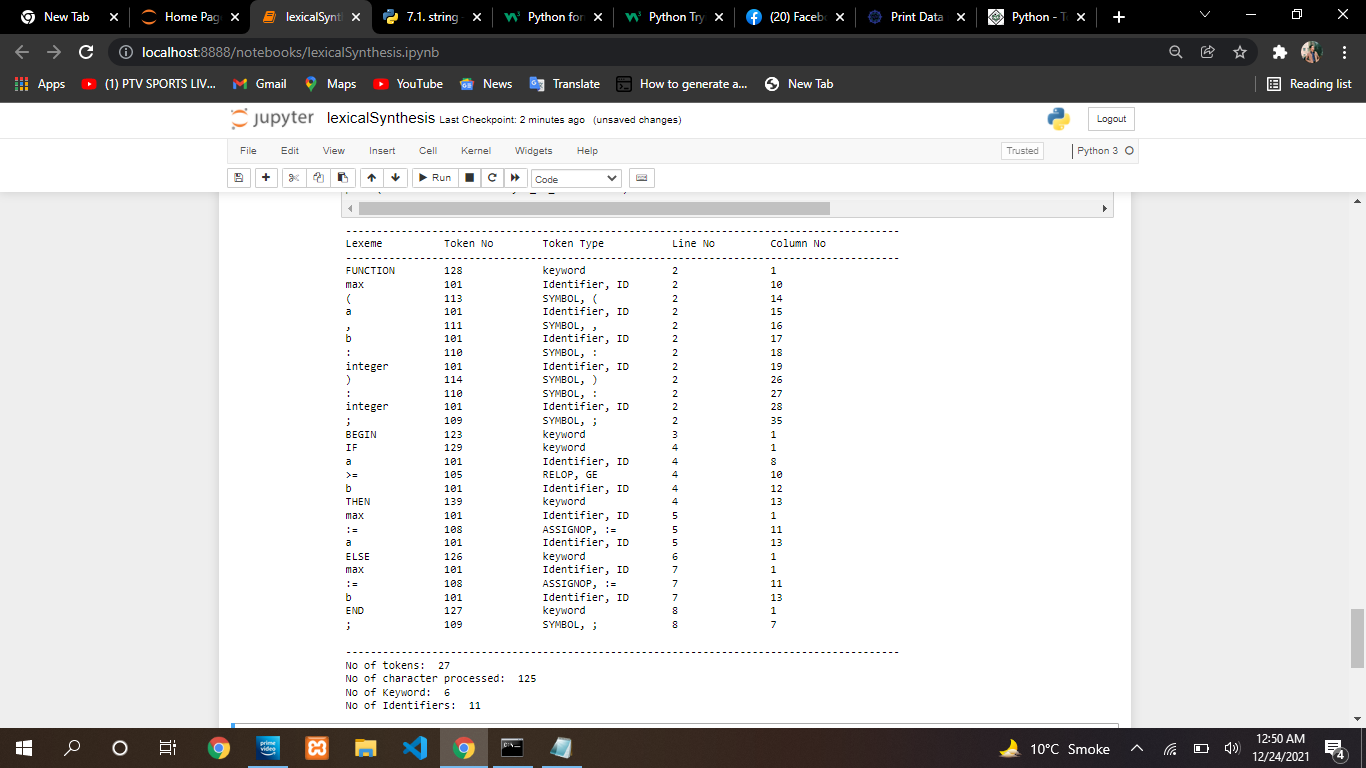 New Tab
Home Pag
lexicalSynt
7.1. string
Python for
Python Try
(20) Faceb
Print Data
Python - T
localhost:8888/notebooks/lexicalSynthesis.ipynb
Apps (1) PTV SPORTS LIV... Gmail Maps YouTube News Translate How to generate a... New Tab Reading list
jupyter lexicalSynthesis Last Checkpoint: 2 minutes ago (unsaved changes) Logout
File Edit View Insert Cell Kernel Widgets Help Trusted Python 3
Run Code
--------------------------------------------------------------------------------------
Lexeme Token No Token Type Line No Column No
--------------------------------------------------------------------------------------
FUNCTION 128 keyword 2 1
max 101 Identifier, ID 2 10
( 113 SYMBOL, ( 2 14
a 101 Identifier, ID 2 15
, 111 SYMBOL, , 2 16
b 101 Identifier, ID 2 17
: 110 SYMBOL, : 2 18
integer 101 Identifier, ID 2 19
) 114 SYMBOL, ) 2 26
: 110 SYMBOL, : 2 27
integer 101 Identifier, ID 2 28
; 109 SYMBOL, ; 2 35
BEGIN 123 keyword 3 1
IF 129 keyword 4 1
a 101 Identifier, ID 4 8
>= 105 RELOP, GE 4 10
b 101 Identifier, ID 4 12
THEN 139 keyword 4 13
max 101 Identifier, ID 5 1
:= 108 ASSIGNOP, := 5 11
a 101 Identifier, ID 5 13
ELSE 126 keyword 6 1
max 101 Identifier, ID 7 1
:= 108 ASSIGNOP, := 7 11
b 101 Identifier, ID 7 13
END 127 keyword 8 1
; 109 SYMBOL, ; 8 7
--------------------------------------------------------------------------------------
No of tokens: 27
No of character processed: 125
No of Keyword: 6
No of Identifiers: 11
prime video
10°C Smoke
12:50 AM
12/24/2021
4